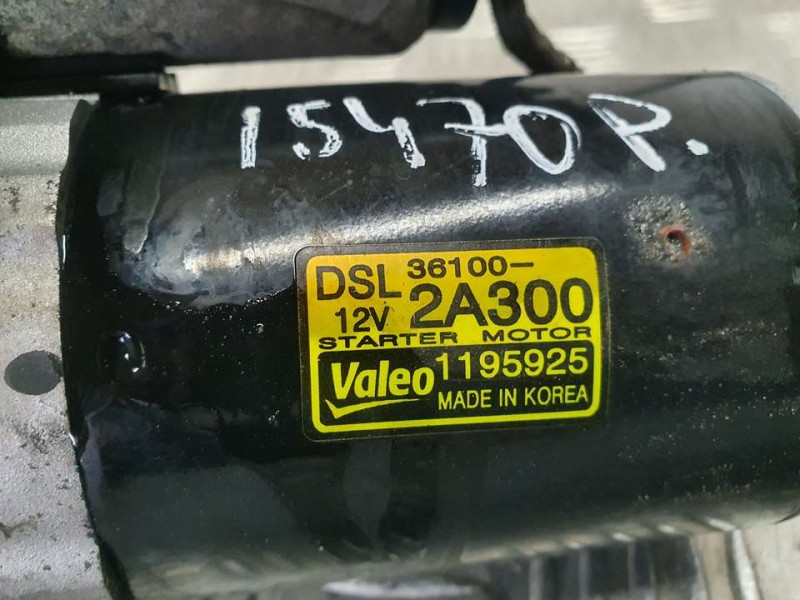 15470P.
DSL 36100-
12V 2A300
STARTER MOTOR
Valeo 1195925
MADE IN KOREA